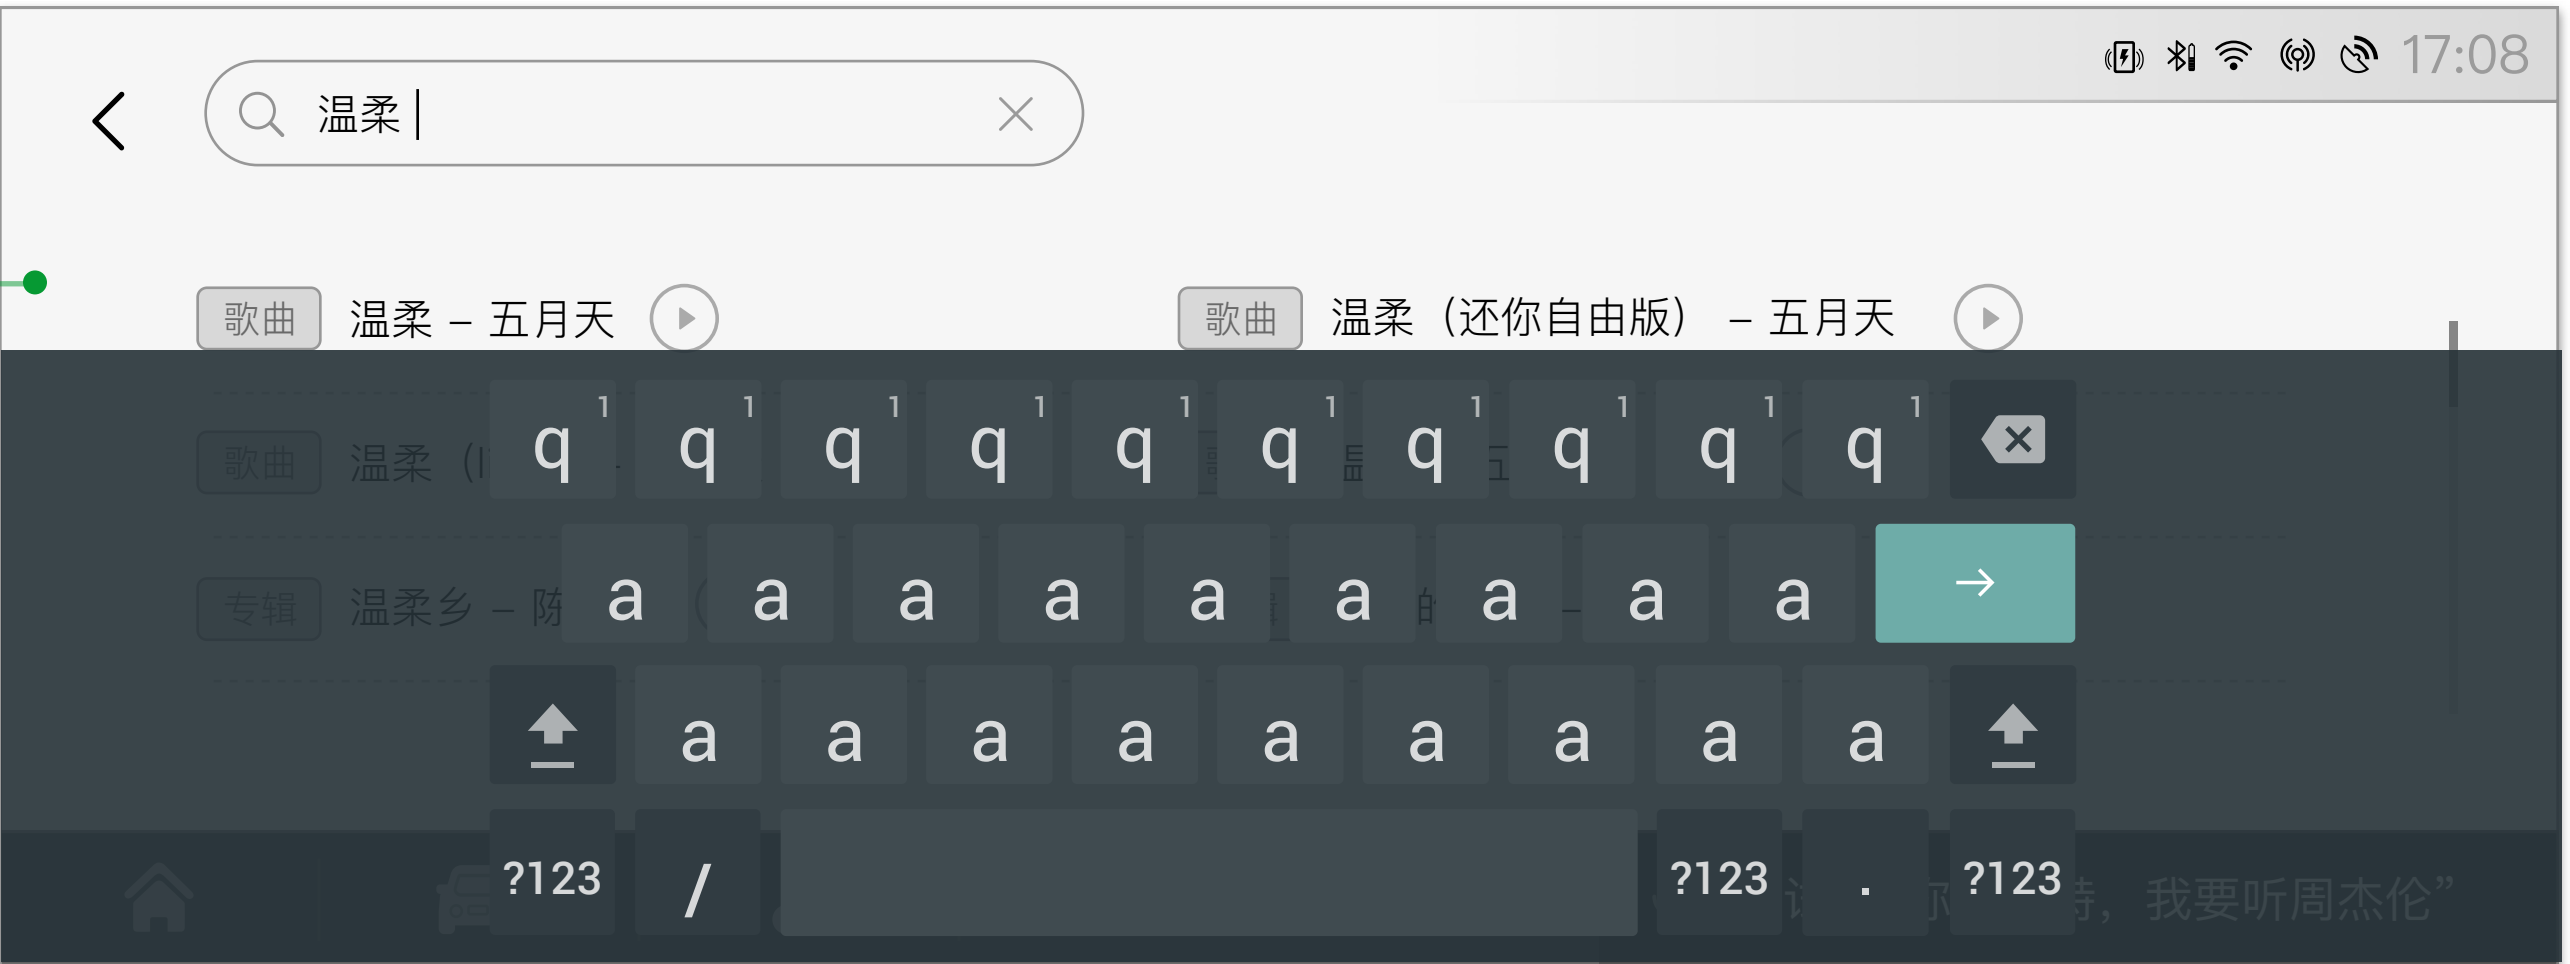 17:08
温柔
歌曲 温柔 – 五月天
歌曲 温柔（还你自由版） – 五月天
q 1 q 1 q 1 q 1 q 1 q 1 q 1 q 1 q 1 q 1
歌曲 温柔（
a a a a a a a a a
专辑 温柔乡 – 陈
的 –
a a a a a a a a a
?123 / ?123 . ?123
，我要听周杰伦”